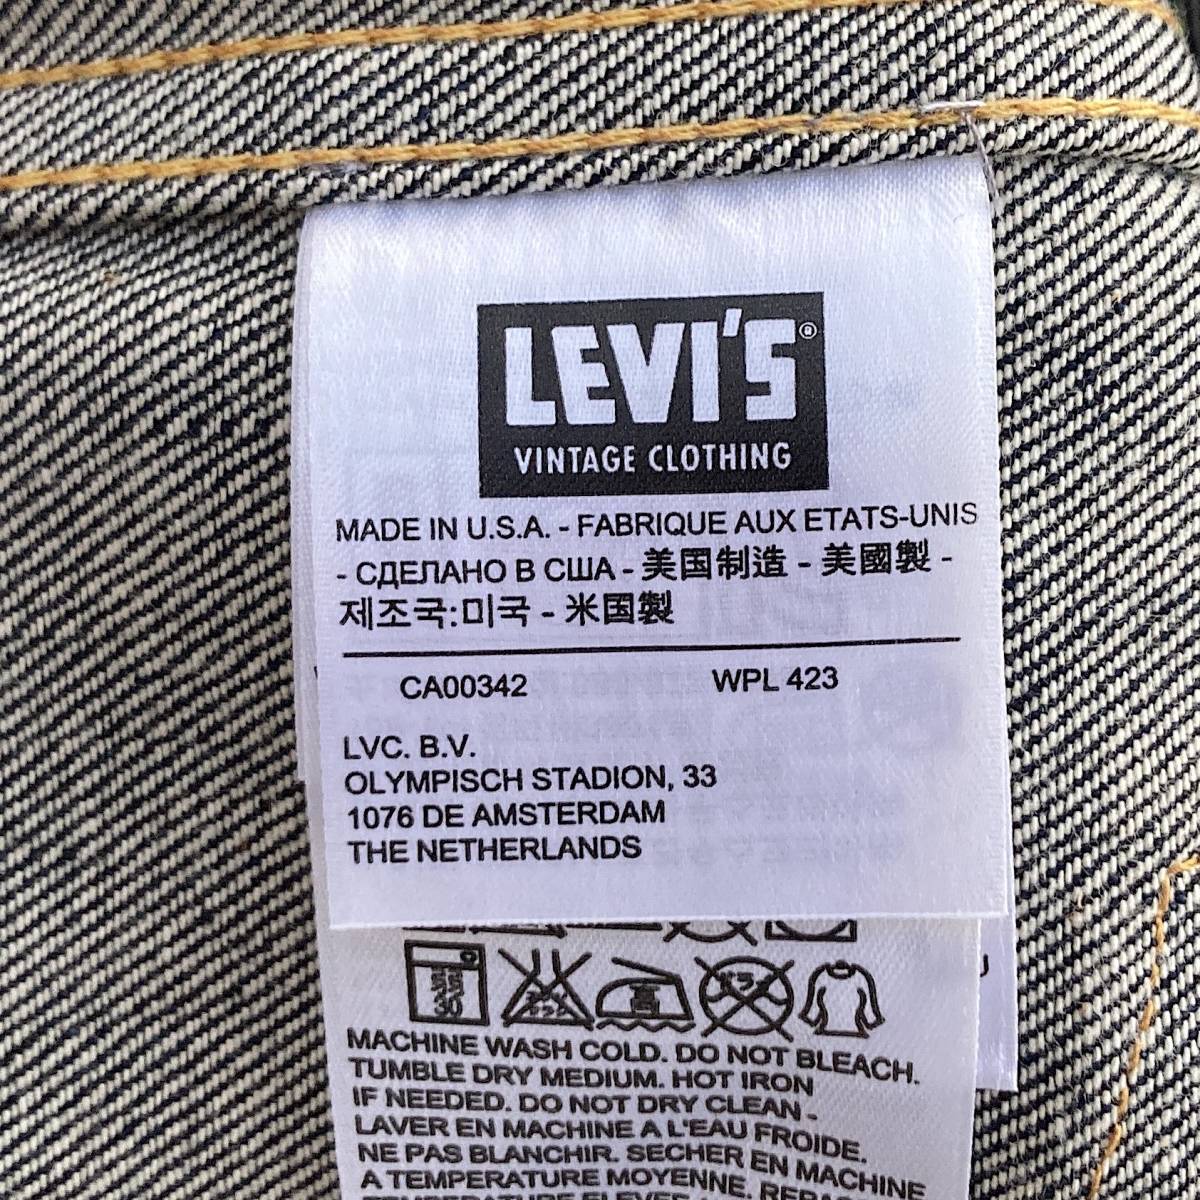 LEVI'S®
VINTAGE CLOTHING
MADE IN U.S.A. - FABRIQUE AUX ETATS-UNIS
- СДЕЛАНО В США - 美国制造 - 美國製 -
제조국:미국 - 米国製
CA00342 WPL 423
LVC. B.V.
OLYMPISCH STADION, 33
1076 DE AMSTERDAM
THE NETHERLANDS
30 高
MACHINE WASH COLD. DO NOT BLEACH.
TUMBLE DRY MEDIUM. HOT IRON
IF NEEDED. DO NOT DRY CLEAN -
LAVER EN MACHINE A L'EAU FROIDE.
NE PAS BLANCHIR. SECHER EN MACHINE
A TEMPERATURE MOYENNE.